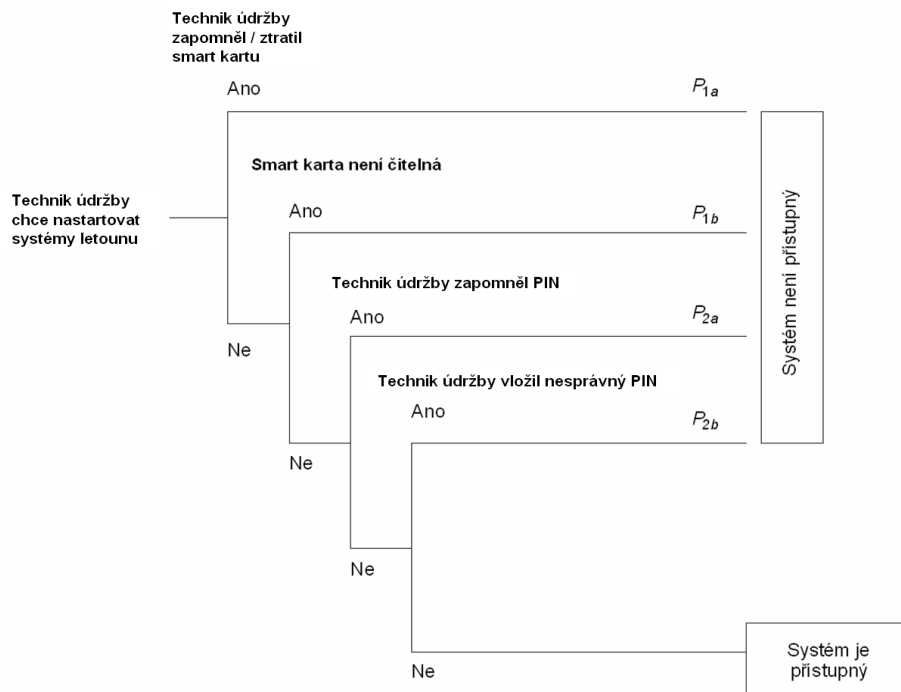 Technik údržby
zapomněl / ztratil
smart kartu
Ano
P1a
Smart karta není čitelná
Technik údržby
chce nastartovat
systémy letounu
Ano
P1b
Systém není přístupný
Technik údržby zapomněl PIN
Ano
P2a
Ne
Technik údržby vložil nesprávný PIN
Ano
P2b
Ne
Ne
Systém je
přístupný
Ne